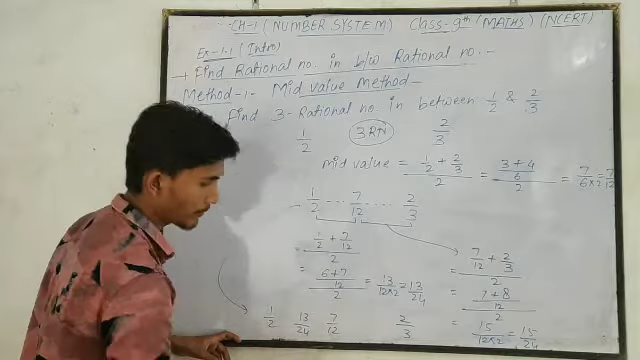 CH-1 (NUMBER SYSTEM) Class-9th (MATHS) (NCERT)
Ex-1.1 (Intro)
→ Find Rational no. in b/w Rational no. -
Method-1- Mid value Method-
Find 3-Rational no. in between 1/2 & 2/3
1/2 3RN 2/3
mid value = (1/2 + 2/3)/2 = ((3+4)/6)/2 = 7/(6×2) = 7/12
→ 1/2 ... 7/12 ..... 2/3
= (1/2 + 7/12)/2
= ((6+7)/12)/2 = 13/(12×2) = 13/24
= (7/12 + 2/3)/2
= ((7+8)/12)/2
= 15/(12×2) = 15/24
1/2 13/24 7/12 2/3